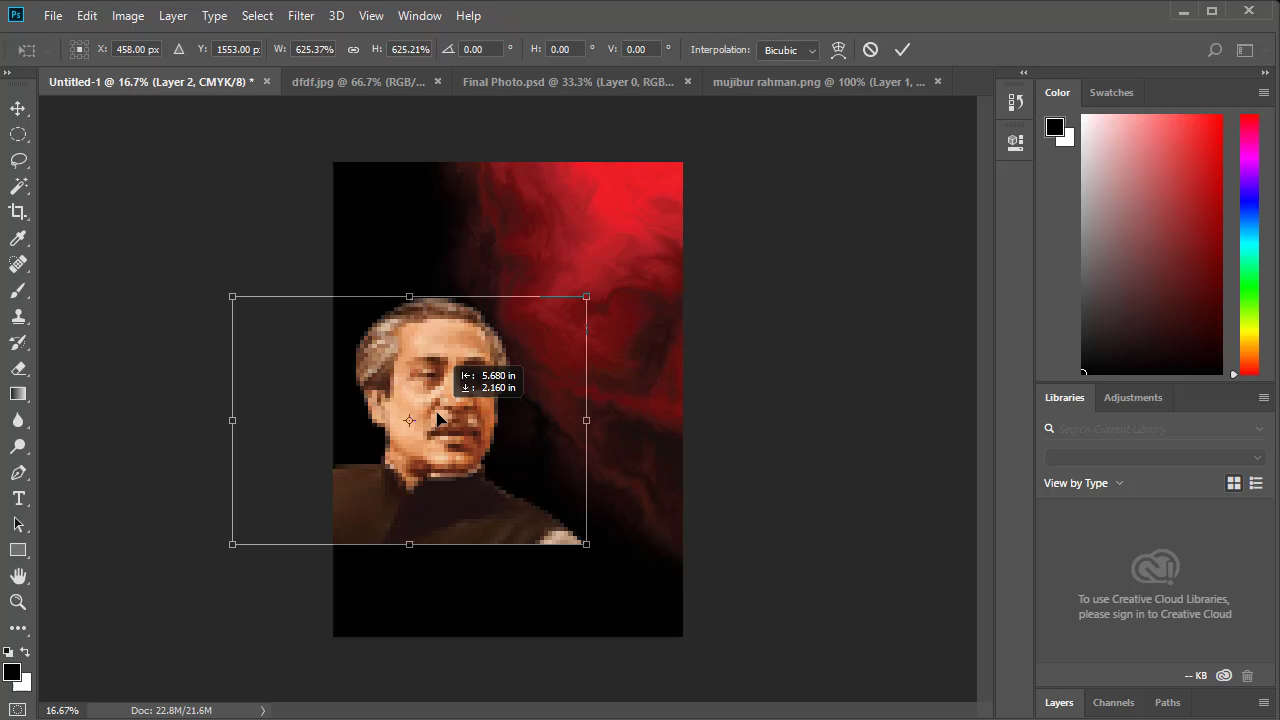 Ps File Edit Image Layer Type Select Filter 3D View Window Help
X: 458.00 px Y: 1553.00 p: W: 625.37% H: 625.21% 0.00 ° H: 0.00 ° V: 0.00 ° Interpolation: Bicubic
Untitled-1 @ 16.7% (Layer 2, CMYK/8) * dfdf.jpg @ 66.7% (RGB/... Final Photo.psd @ 33.3% (Layer 0, RGB... mujibur rahman.png @ 100% (Layer 1, ...
Color Swatches
5.680 in
2.160 in
Libraries Adjustments
Search Current Library
View by Type
To use Creative Cloud Libraries,
please sign in to Creative Cloud
-- KB
Layers Channels Paths
16.67% Doc: 22.8M/21.6M